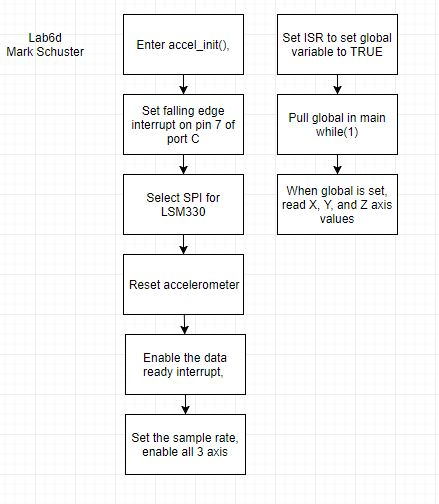 Lab6d
Mark Schuster
Enter accel_init(),
Set falling edge
interrupt on pin 7 of
port C
Select SPI for
LSM330
Reset accelerometer
Enable the data
ready interrupt,
Set the sample rate,
enable all 3 axis
Set ISR to set global
variable to TRUE
Pull global in main
while(1)
When global is set,
read X, Y, and Z axis
values